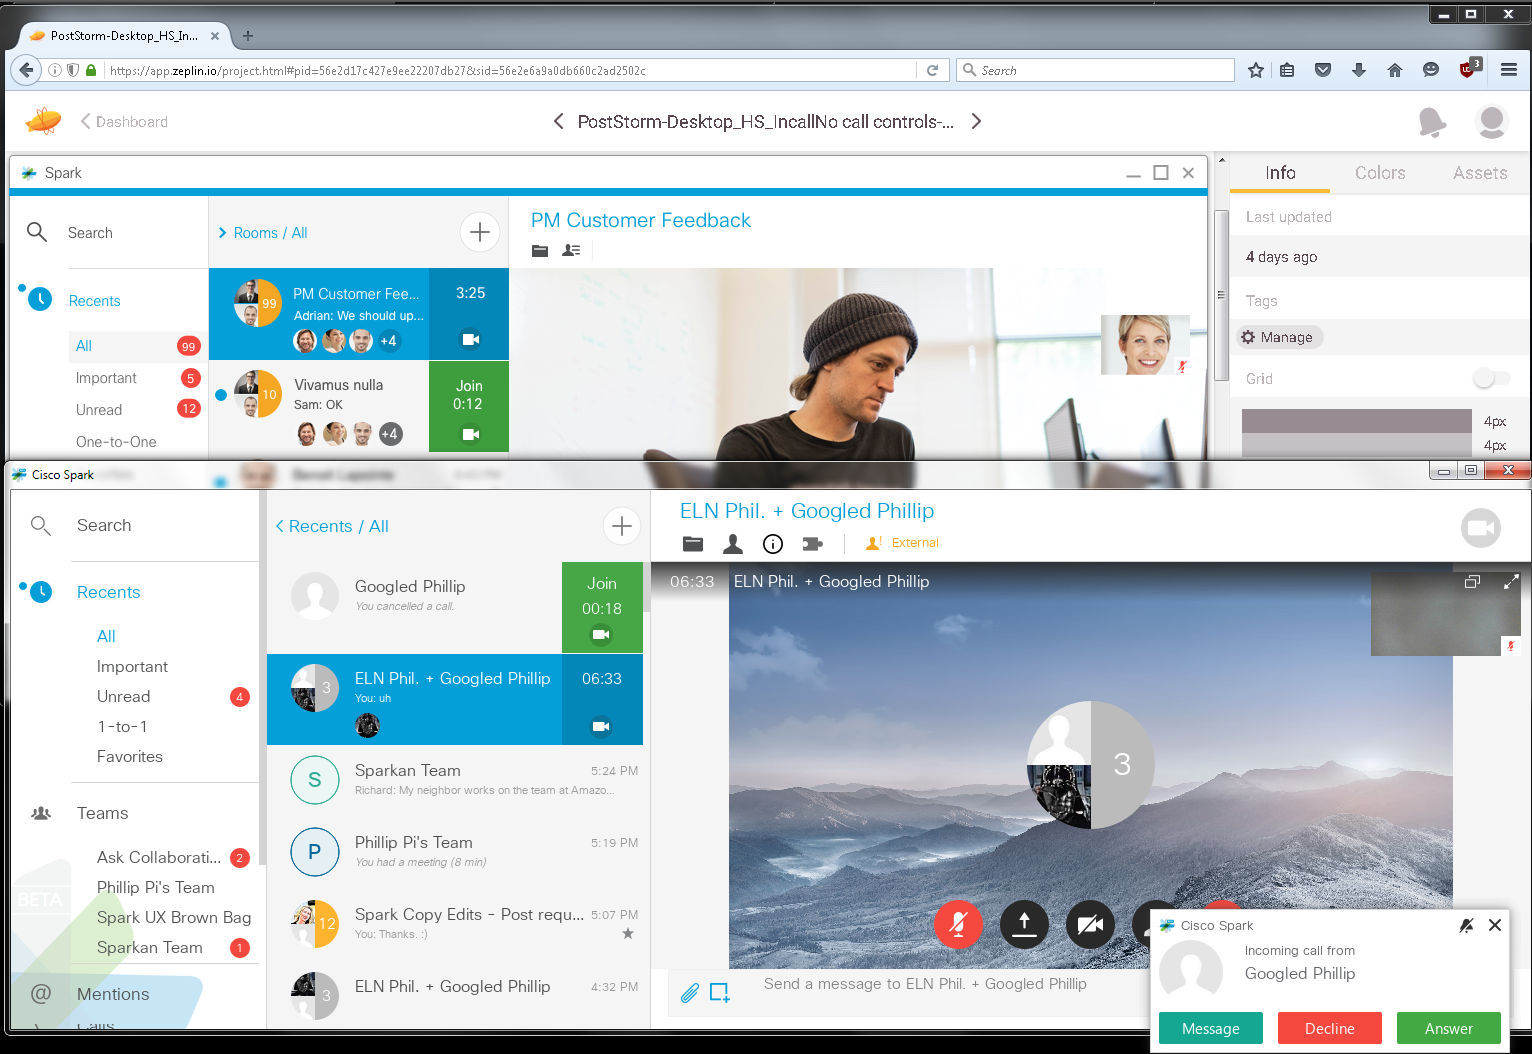 PostStorm-Desktop_HS_In...
https://app.zeplin.io/project.html#pid=56e2d17c427e9ee22207db27&sid=56e2e6a9a0db660c2ad2502c
Search
3
Dashboard
PostStorm-Desktop_HS_IncallNo call controls-...
Spark
Info
Colors
Assets
Search
Rooms / All
PM Customer Feedback
Last updated
4 days ago
Tags
Manage
Grid
4px
4px
Recents
All
99
Important
5
Unread
12
One-to-One
99
PM Customer Fee...
3:25
Adrian: We should up...
+4
10
Vivamus nulla
Sam: OK
+4
Join
0:12
Benoit Lapointe
Cisco Spark
Search
Recents
All
Important
Unread
4
1-to-1
Favorites
Teams
Ask Collaborati...
2
Phillip Pi's Team
BETA
Spark UX Brown Bag
Sparkan Team
1
@
Mentions
Calls
Recents / All
Googled Phillip
You cancelled a call.
Join
00:18
3
ELN Phil. + Googled Phillip
You: uh
06:33
S
Sparkan Team
5:24 PM
Richard: My neighbor works on the team at Amazo...
P
Phillip Pi's Team
5:19 PM
You had a meeting (8 min)
12
Spark Copy Edits - Post requ...
5:07 PM
You: Thanks. :)
3
ELN Phil. + Googled Phillip
4:32 PM
ELN Phil. + Googled Phillip
External
06:33
ELN Phil. + Googled Phillip
3
Send a message to ELN Phil. + Googled Phillip
Cisco Spark
Incoming call from
Googled Phillip
Message
Decline
Answer